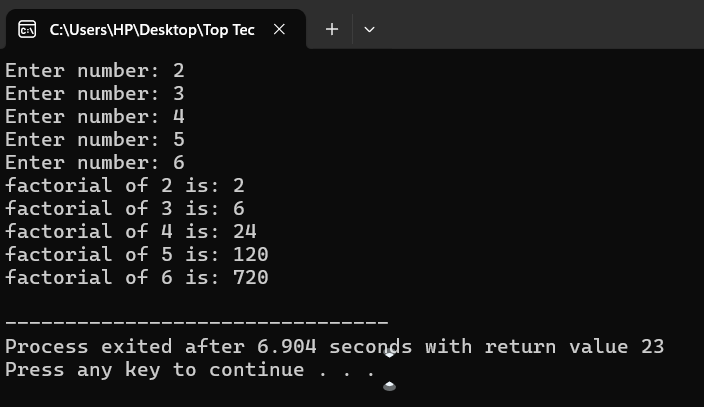 C:\Users\HP\Desktop\Top Tec
Enter number: 2
Enter number: 3
Enter number: 4
Enter number: 5
Enter number: 6
factorial of 2 is: 2
factorial of 3 is: 6
factorial of 4 is: 24
factorial of 5 is: 120
factorial of 6 is: 720
--------------------------------
Process exited after 6.904 seconds with return value 23
Press any key to continue . . .